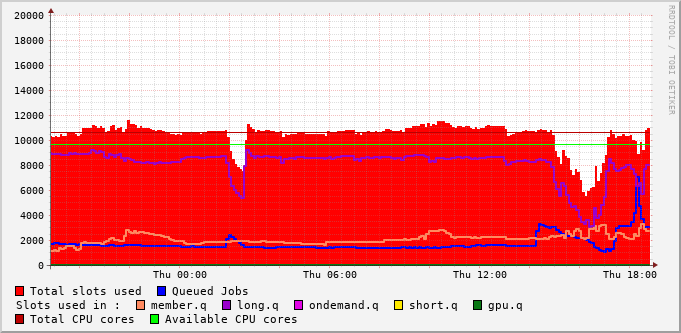 RRDTOOL / TOBI OETIKER
20000
18000
16000
14000
12000
10000
8000
6000
4000
2000
0
Thu 00:00 Thu 06:00 Thu 12:00 Thu 18:00
Total slots used Queued Jobs
Slots used in : member.q long.q ondemand.q short.q gpu.q
Total CPU cores Available CPU cores